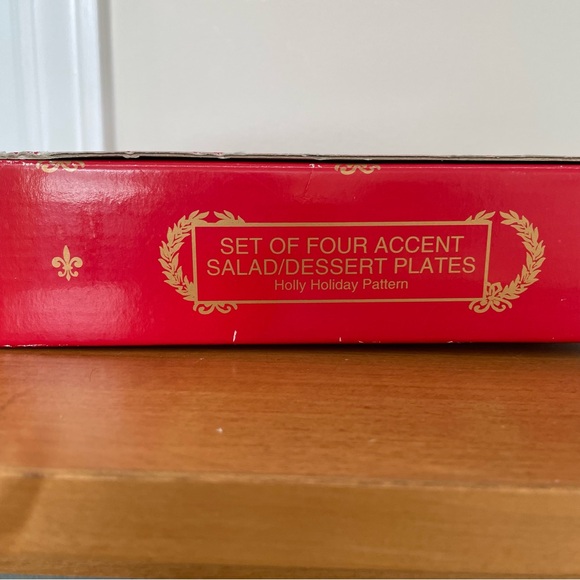 SET OF FOUR ACCENT
SALAD/DESSERT PLATES
Holly Holiday Pattern